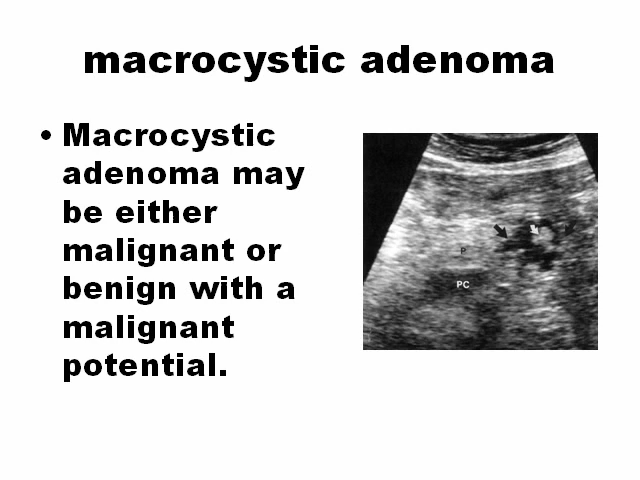 macrocystic adenoma
• Macrocystic
adenoma may
be either
malignant or
benign with a
malignant
potential.
P
PC